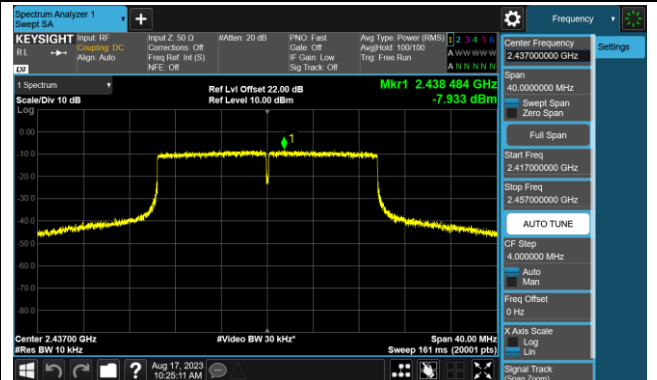 Spectrum Analyzer 1
Swept SA
Frequency
KEYSIGHT
RL
Input: RF
Coupling: DC
Align: Auto
Input Z: 50 Ω
Corrections: Off
Freq Ref: Int (S)
NFE: Off
#Atten: 20 dB
PNO: Fast
Gate: Off
IF Gain: Low
Sig Track: Off
Avg Type: Power (RMS)
Avg|Hold: 100/100
Trig: Free Run
1 2 3 4 5 6
A W W W W W
A N N N N N
LXI
1 Spectrum
Scale/Div 10 dB
Ref Lvl Offset 22.00 dB
Ref Level 10.00 dBm
Mkr1 2.438 484 GHz
-7.933 dBm
Log
1
0.00
-10.0
-20.0
-30.0
-40.0
-50.0
-60.0
-70.0
-80.0
Center 2.43700 GHz
#Res BW 10 kHz
#Video BW 30 kHz*
Span 40.00 MHz
Sweep 161 ms (20001 pts)
Center Frequency
2.437000000 GHz
Settings
Span
40.0000000 MHz
Swept Span
Zero Span
Full Span
Start Freq
2.417000000 GHz
Stop Freq
2.457000000 GHz
AUTO TUNE
CF Step
4.000000 MHz
Auto
Man
Freq Offset
0 Hz
X Axis Scale
Log
Lin
Signal Track
(Span Zoom)
?
Aug 17, 2023
10:25:11 AM